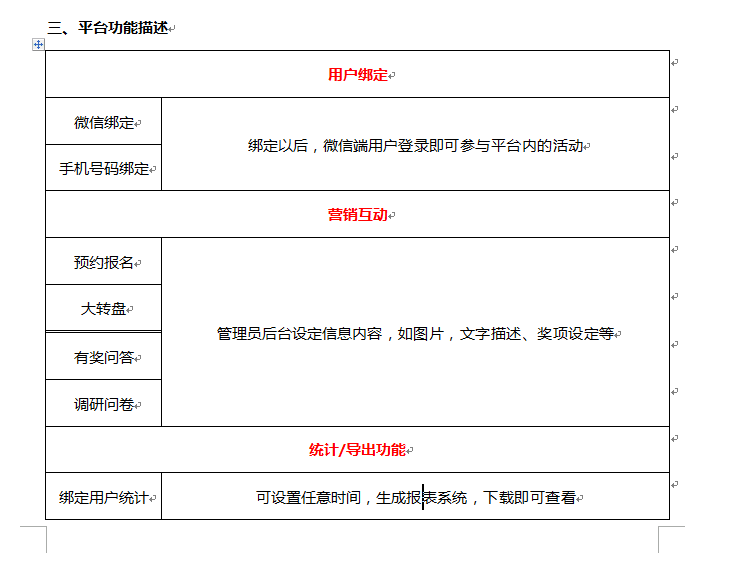 三、平台功能描述
用户绑定
微信绑定
绑定以后，微信端用户登录即可参与平台内的活动
手机号码绑定
营销互动
预约报名
大转盘
管理员后台设定信息内容，如图片，文字描述、奖项设定等
有奖问答
调研问卷
统计/导出功能
绑定用户统计
可设置任意时间，生成报表系统，下载即可查看